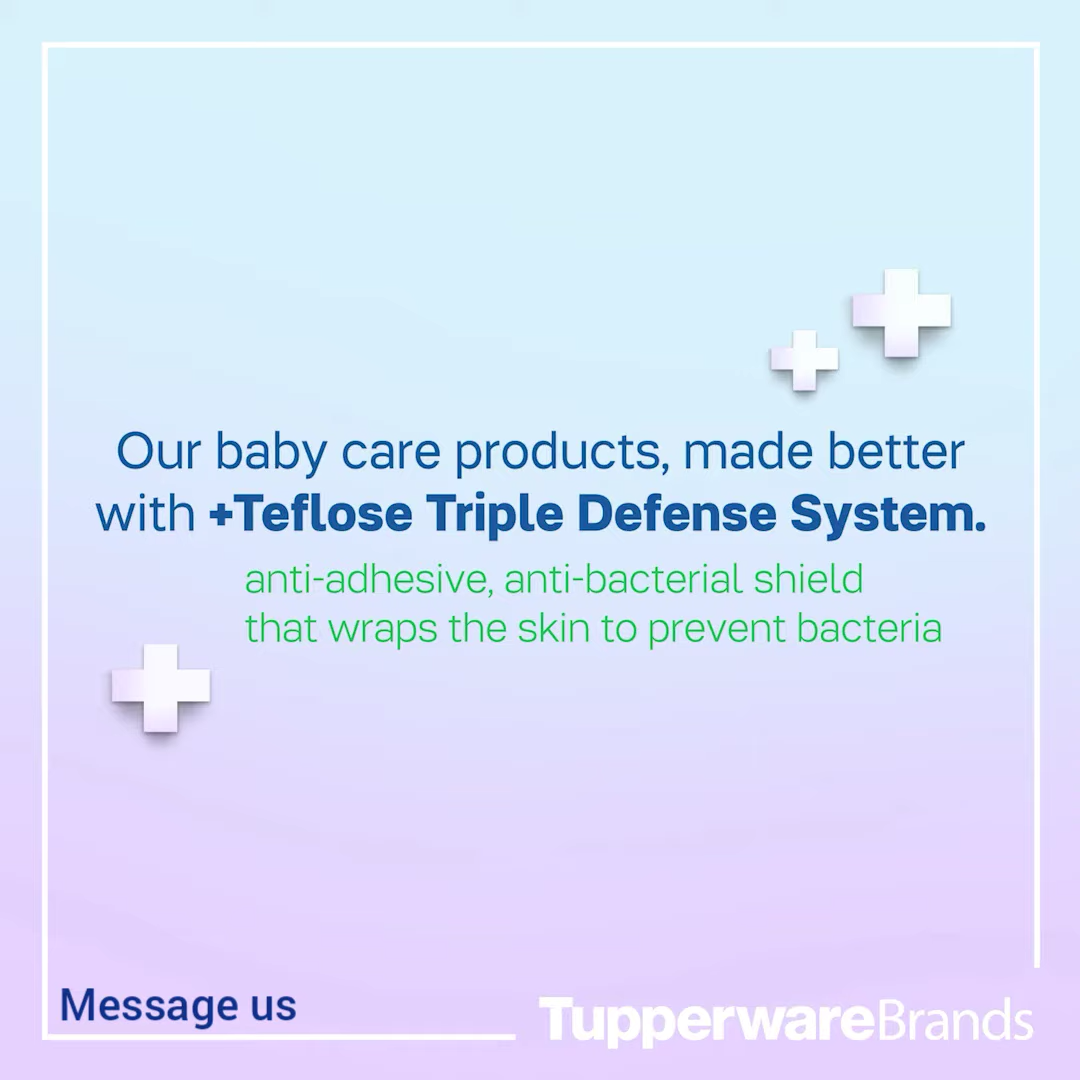 Our baby care products, made better
with +Teflose Triple Defense System.
anti-adhesive, anti-bacterial shield
that wraps the skin to prevent bacteria
Message us
TupperwareBrands